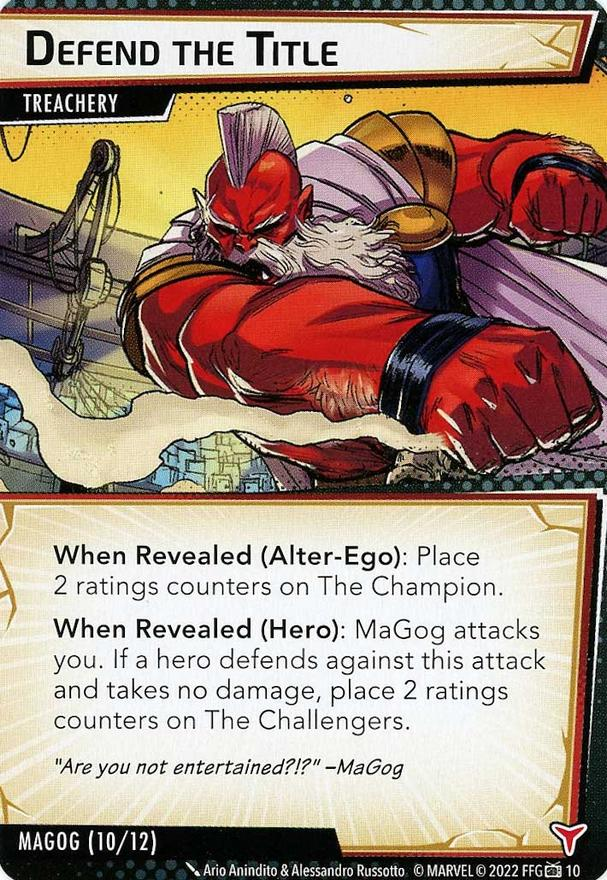 Defend the Title
TREACHERY
When Revealed (Alter-Ego): Place
2 ratings counters on The Champion.
When Revealed (Hero): MaGog attacks
you. If a hero defends against this attack
and takes no damage, place 2 ratings
counters on The Challengers.
"Are you not entertained?!?" –MaGog
MAGOG (10/12)
Ario Anindito & Alessandro Russotto © MARVEL © 2022 FFG 10